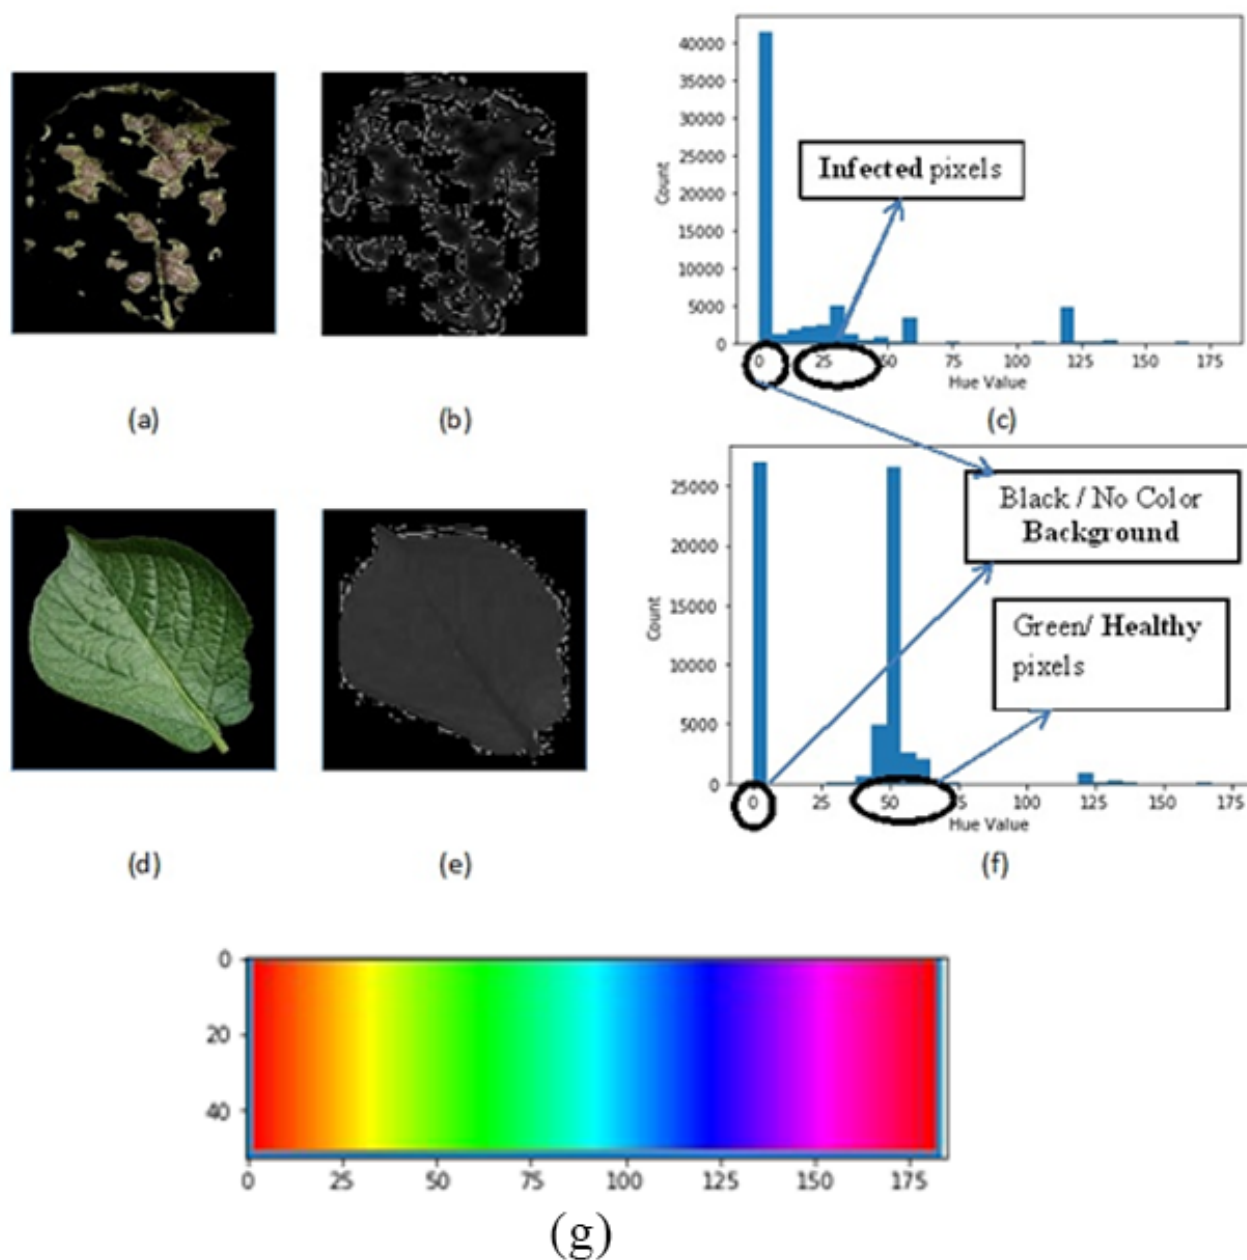 40000
35000
30000
25000
20000
15000
10000
5000
0
Count
Infected pixels
0 25 50 75 100 125 150 175
Hue Value
(a) (b) (c)
25000
20000
15000
10000
5000
0
Count
Black / No Color
Background
Green/ Healthy
pixels
0 25 50 75 100 125 150 175
Hue Value
(d) (e) (f)
0
20
40
0 25 50 75 100 125 150 175
(g)